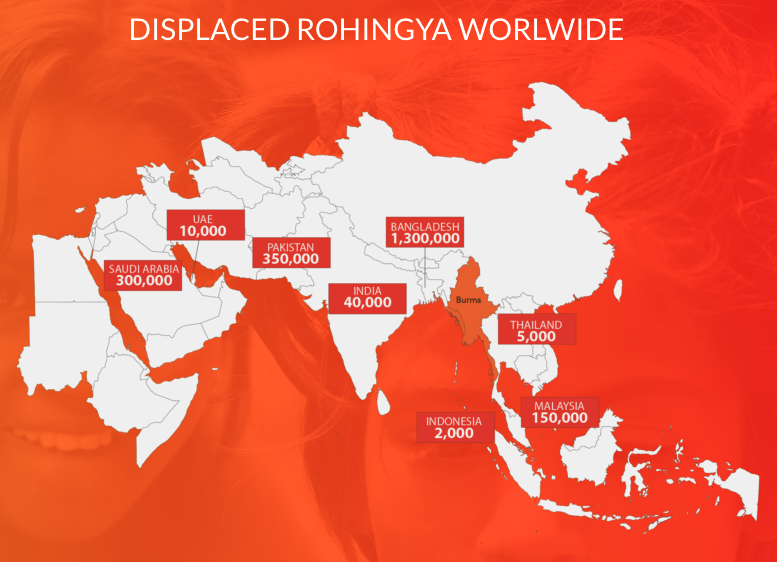 DISPLACED ROHINGYA WORLWIDE
UAE
10,000
BANGLADESH
1,300,000
PAKISTAN
350,000
SAUDI ARABIA
300,000
INDIA
40,000
Burma
THAILAND
5,000
MALAYSIA
150,000
INDONESIA
2,000